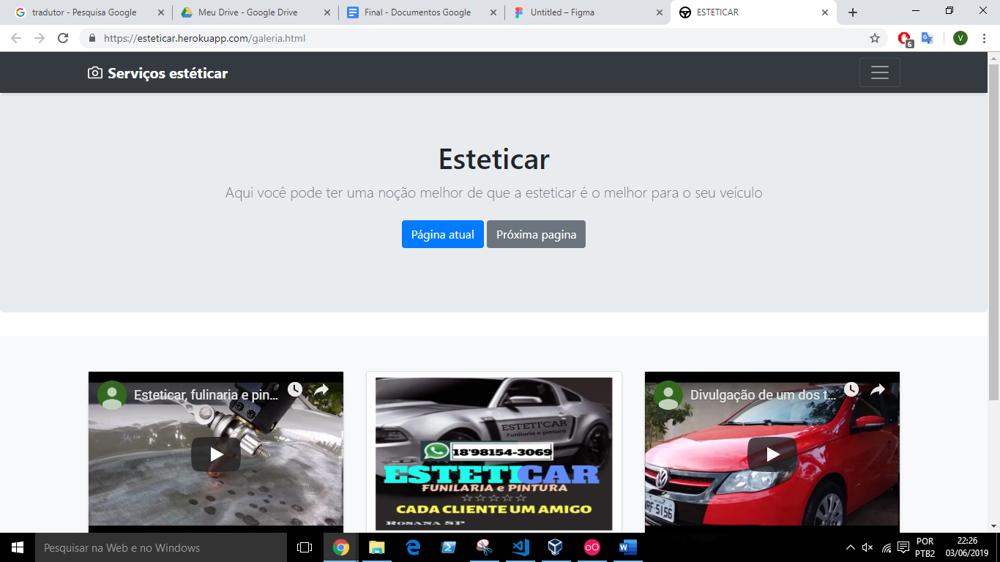 tradutor - Pesquisa Google
Meu Drive - Google Drive
Final - Documentos Google
Untitled – Figma
ESTETICAR
https://esteticar.herokuapp.com/galeria.html
6
V
Serviços estéticar
Esteticar
Aqui você pode ter uma noção melhor de que a esteticar é o melhor para o seu veículo
Página atual
Próxima pagina
Esteticar, fulinaria e pin...
ESTETI'CAR
Funilaria e pintura
18'98154-3069
ESTETICAR
FUNILARIA e PINTURA
☆☆☆☆☆
CADA CLIENTE UM AMIGO
ROSANA SP
Divulgação de um dos t...
5156
Pesquisar na Web e no Windows
POR
PTB2
22:26
03/06/2019